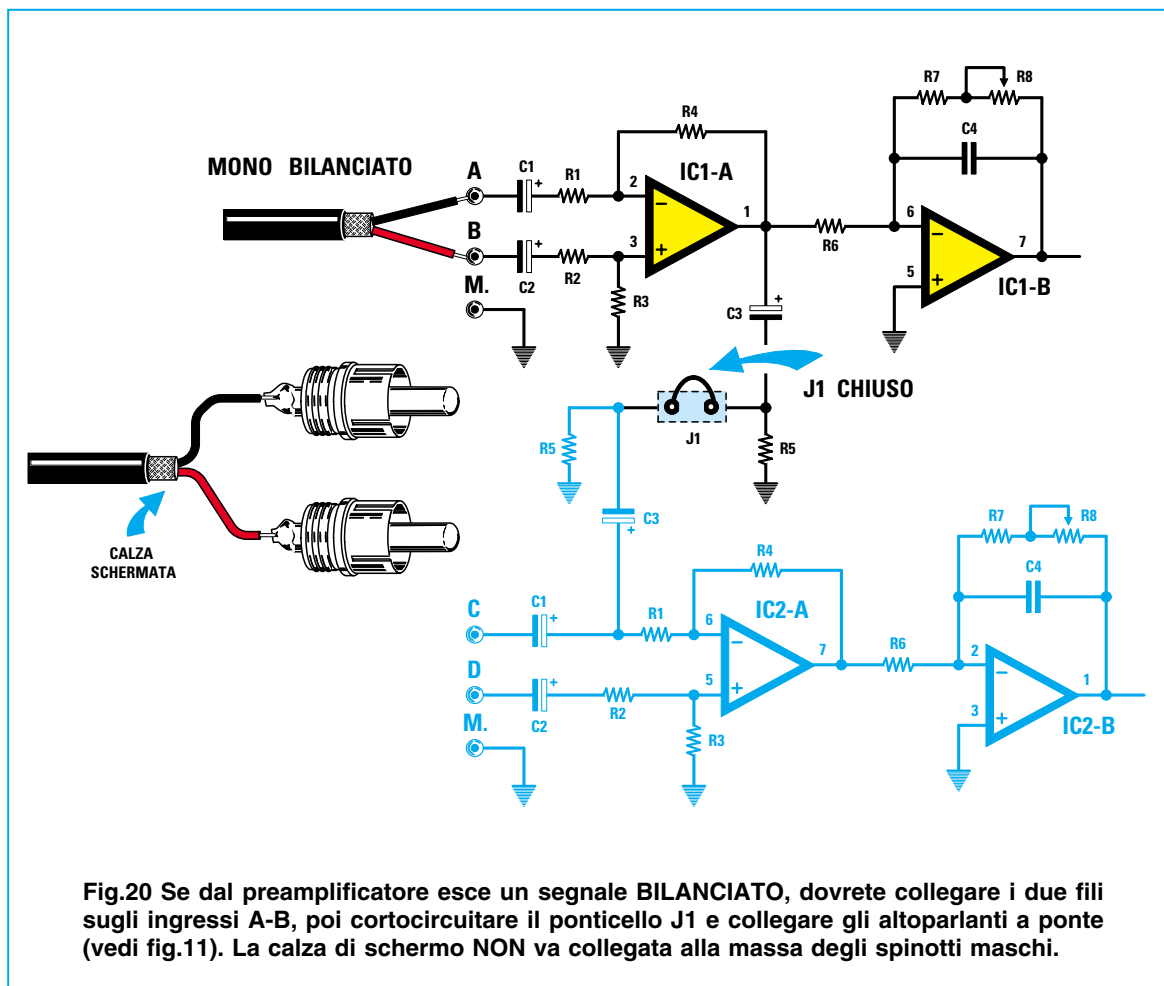 R7
R8
R4
C4
MONO BILANCIATO
A
C1
+
R1
2
−
IC1-A
1
6
−
7
B
+
3
+
R6
5
+
IC1-B
C2
R2
M.
R3
C3
+
J1 CHIUSO
R5
J1
R5
CALZA
SCHERMATA
C3
+
R7
R8
R4
C4
C
C1
+
R1
6
−
IC2-A
7
R6
2
−
1
D
+
5
+
3
+
IC2-B
C2
R2
M.
R3
Fig.20 Se dal preamplificatore esce un segnale BILANCIATO, dovrete collegare i due fili
sugli ingressi A-B, poi cortocircuitare il ponticello J1 e collegare gli altoparlanti a ponte
(vedi fig.11). La calza di schermo NON va collegata alla massa degli spinotti maschi.